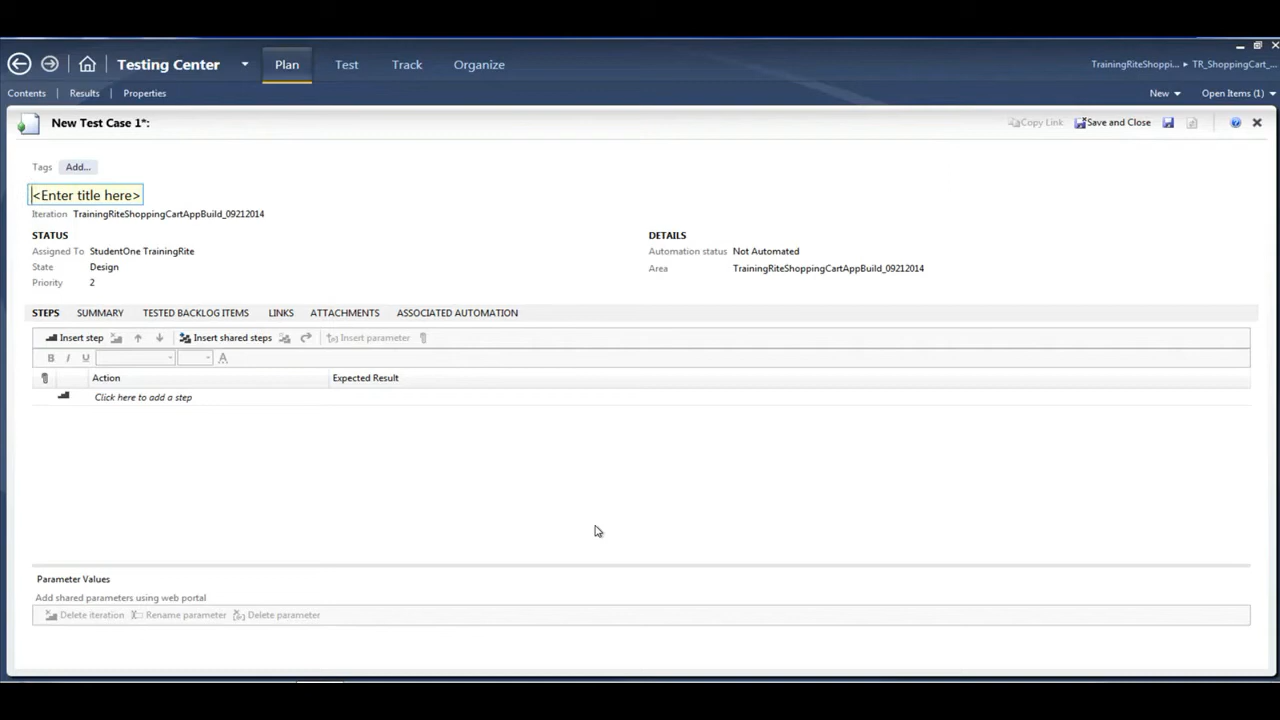 Testing Center Plan Test Track Organize TrainingRiteShoppi... ▸ TR_ShoppingCart_...
Contents | Results | Properties New Open Items (1)
New Test Case 1*: Copy Link Save and Close
Tags Add...
<Enter title here>
Iteration TrainingRiteShoppingCartAppBuild_09212014
STATUS DETAILS
Assigned To StudentOne TrainingRite Automation status Not Automated
State Design Area TrainingRiteShoppingCartAppBuild_09212014
Priority 2
STEPS SUMMARY TESTED BACKLOG ITEMS LINKS ATTACHMENTS ASSOCIATED AUTOMATION
Insert step Insert shared steps Insert parameter
B I U A
Action Expected Result
Click here to add a step
Parameter Values
Add shared parameters using web portal
Delete iteration Rename parameter Delete parameter